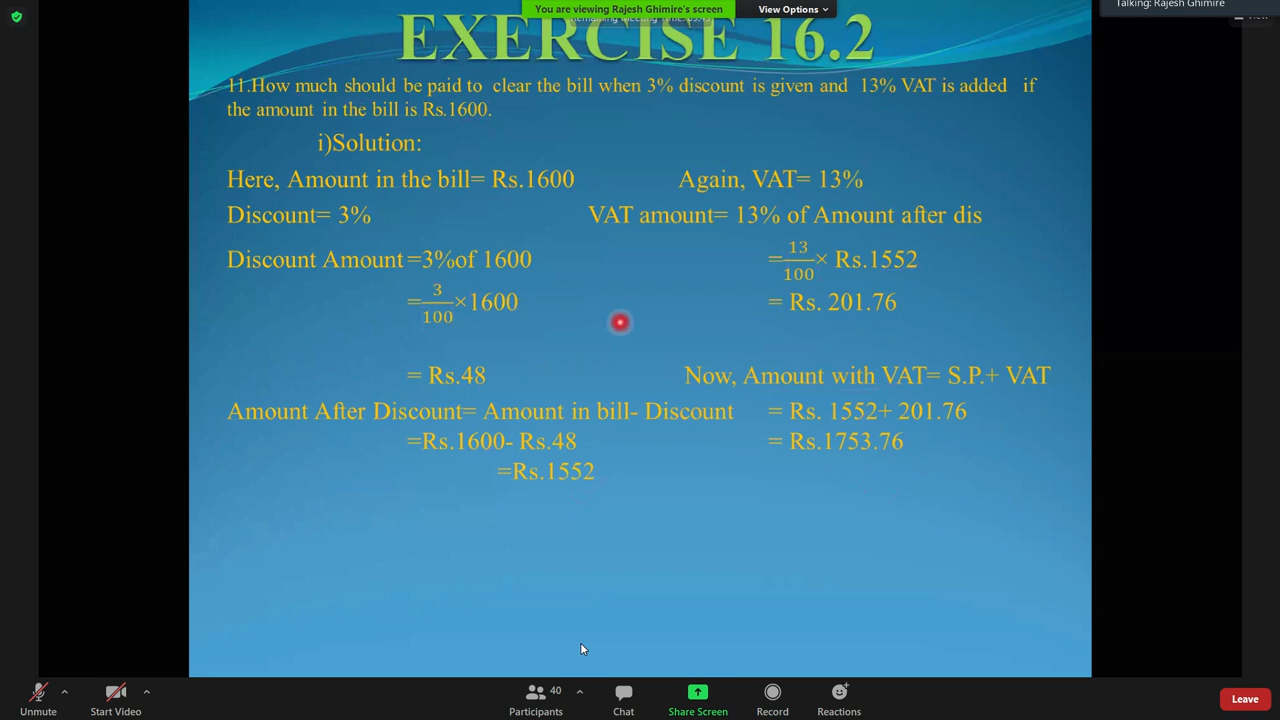 You are viewing Rajesh Ghimire's screen
View Options
Talking: Rajesh Ghimire
View
EXERCISE 16.2
11.How much should be paid to clear the bill when 3% discount is given and 13% VAT is added if
the amount in the bill is Rs.1600.
i)Solution:
Here, Amount in the bill= Rs.1600
Discount= 3%
Discount Amount =3%of 1600
=3/100×1600
= Rs.48
Amount After Discount= Amount in bill- Discount
=Rs.1600- Rs.48
=Rs.1552
Again, VAT= 13%
VAT amount= 13% of Amount after dis
=13/100× Rs.1552
= Rs. 201.76
Now, Amount with VAT= S.P.+ VAT
= Rs. 1552+ 201.76
= Rs.1753.76
Unmute
Start Video
40
Participants
Chat
Share Screen
Record
Reactions
Leave